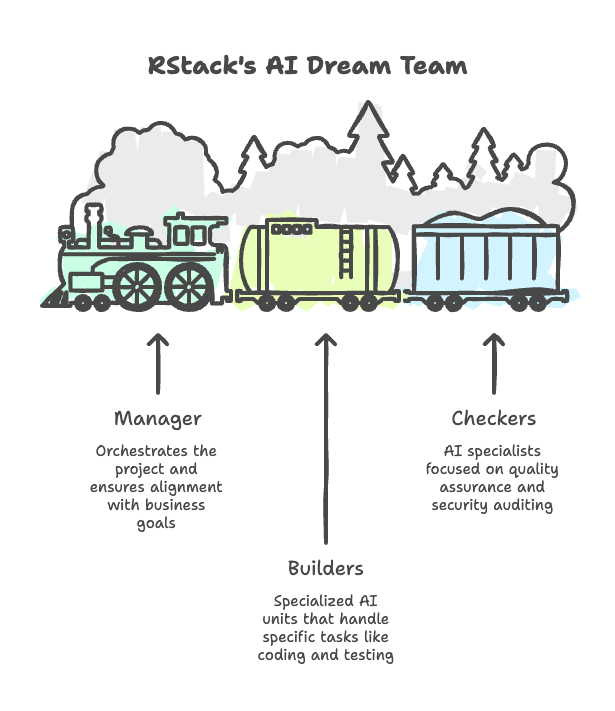 RStack's AI Dream Team
Manager
Orchestrates the
project and
ensures alignment
with business
goals
Checkers
AI specialists
focused on quality
assurance and
security auditing
Builders
Specialized AI
units that handle
specific tasks like
coding and testing